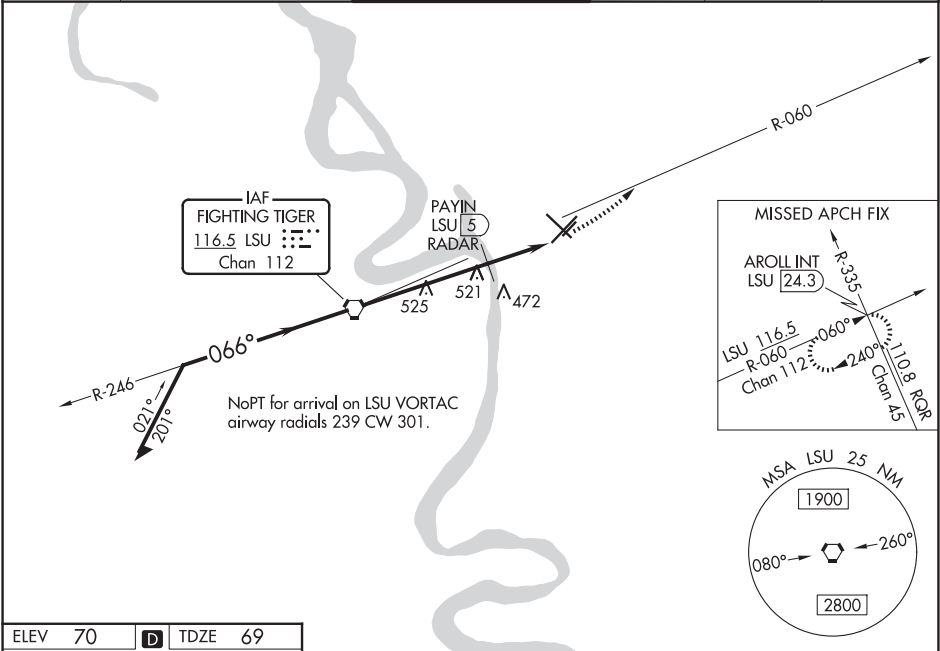 R-060
IAF
FIGHTING TIGER
116.5 LSU
Chan 112
PAYIN
LSU 5
RADAR
525
521
472
066°
R-246
021°
201°
NoPT for arrival on LSU VORTAC
airway radials 239 CW 301.
MISSED APCH FIX
AROLL INT
LSU 24.3
R-335
LSU 116.5
R-060
Chan 112
060°
240°
110.8 RQR
Chan 45
MSA LSU 25 NM
1900
080°
260°
2800
ELEV 70 D TDZE 69